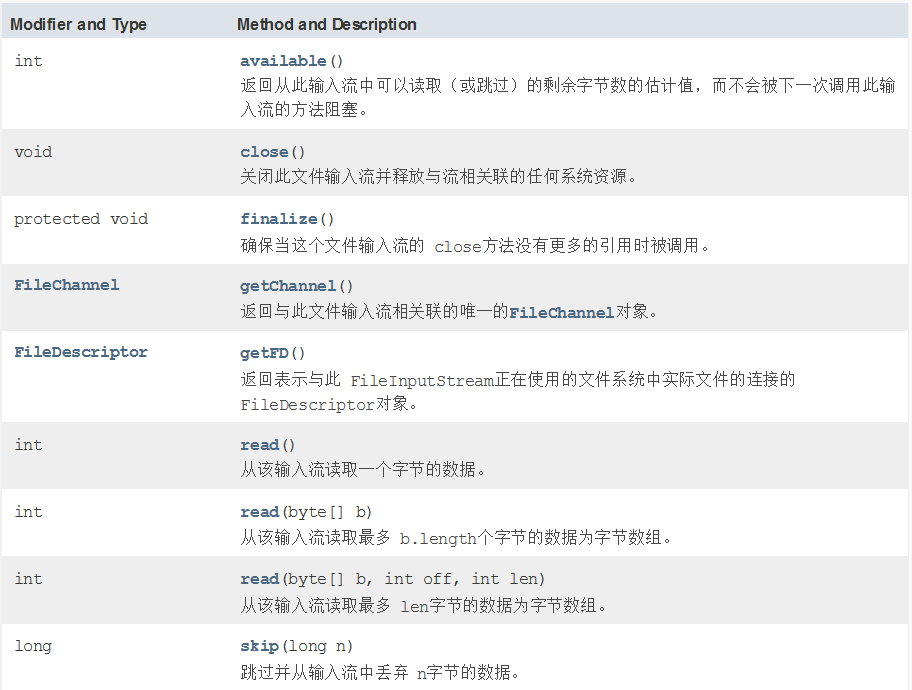 Modifier and Type Method and Description
int available()
返回从此输入流中可以读取（或跳过）的剩余字节数的估计值，而不会被下一次调用此输
入流的方法阻塞。
void close()
关闭此文件输入流并释放与流相关联的任何系统资源。
protected void finalize()
确保当这个文件输入流的 close方法没有更多的引用时被调用。
FileChannel getChannel()
返回与此文件输入流相关联的唯一的FileChannel对象。
FileDescriptor getFD()
返回表示与此 FileInputStream正在使用的文件系统中实际文件的连接的
FileDescriptor对象。
int read()
从该输入流读取一个字节的数据。
int read(byte[] b)
从该输入流读取最多 b.length个字节的数据为字节数组。
int read(byte[] b, int off, int len)
从该输入流读取最多 len字节的数据为字节数组。
long skip(long n)
跳过并从输入流中丢弃 n字节的数据。